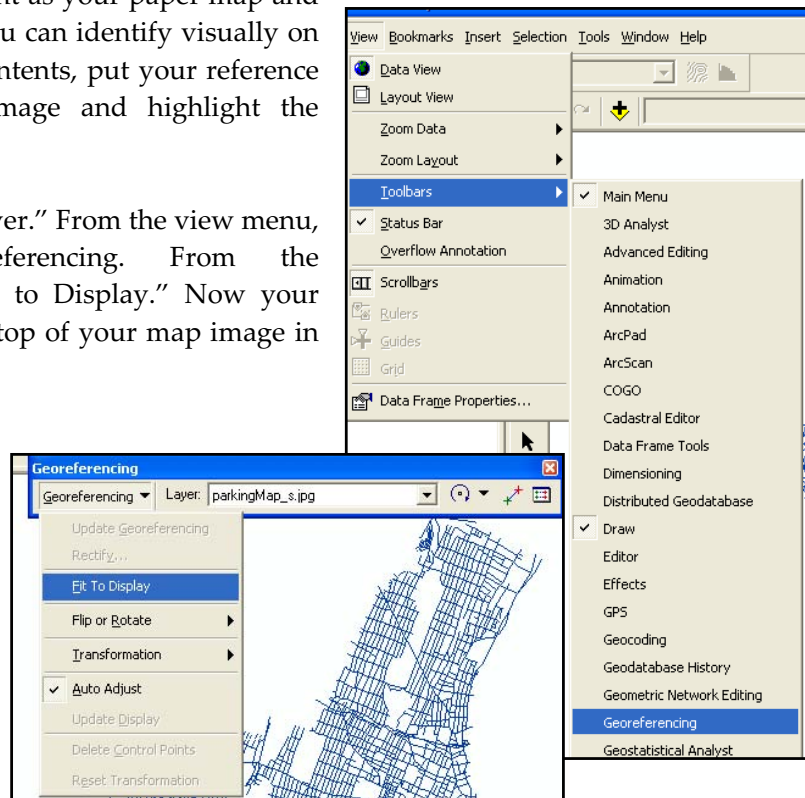 nt as your paper map and
ou can identify visually on
ntents, put your reference
mage and highlight the
yer.” From the view menu,
eferencing. From the
to Display.” Now your
top of your map image in
View Bookmarks Insert Selection Tools Window Help
Data View
Layout View
Zoom Data
Zoom Layout
Toolbars
Status Bar
Overflow Annotation
Scrollbars
Rulers
Guides
Grid
Data Frame Properties...
Main Menu
3D Analyst
Advanced Editing
Animation
Annotation
ArcPad
ArcScan
COGO
Cadastral Editor
Data Frame Tools
Dimensioning
Distributed Geodatabase
Draw
Editor
Effects
GPS
Geocoding
Geodatabase History
Geometric Network Editing
Georeferencing
Geostatistical Analyst
Georeferencing
Georeferencing Layer: parkingMap_s.jpg
Update Georeferencing
Rectify...
Fit To Display
Flip or Rotate
Transformation
Auto Adjust
Update Display
Delete Control Points
Reset Transformation